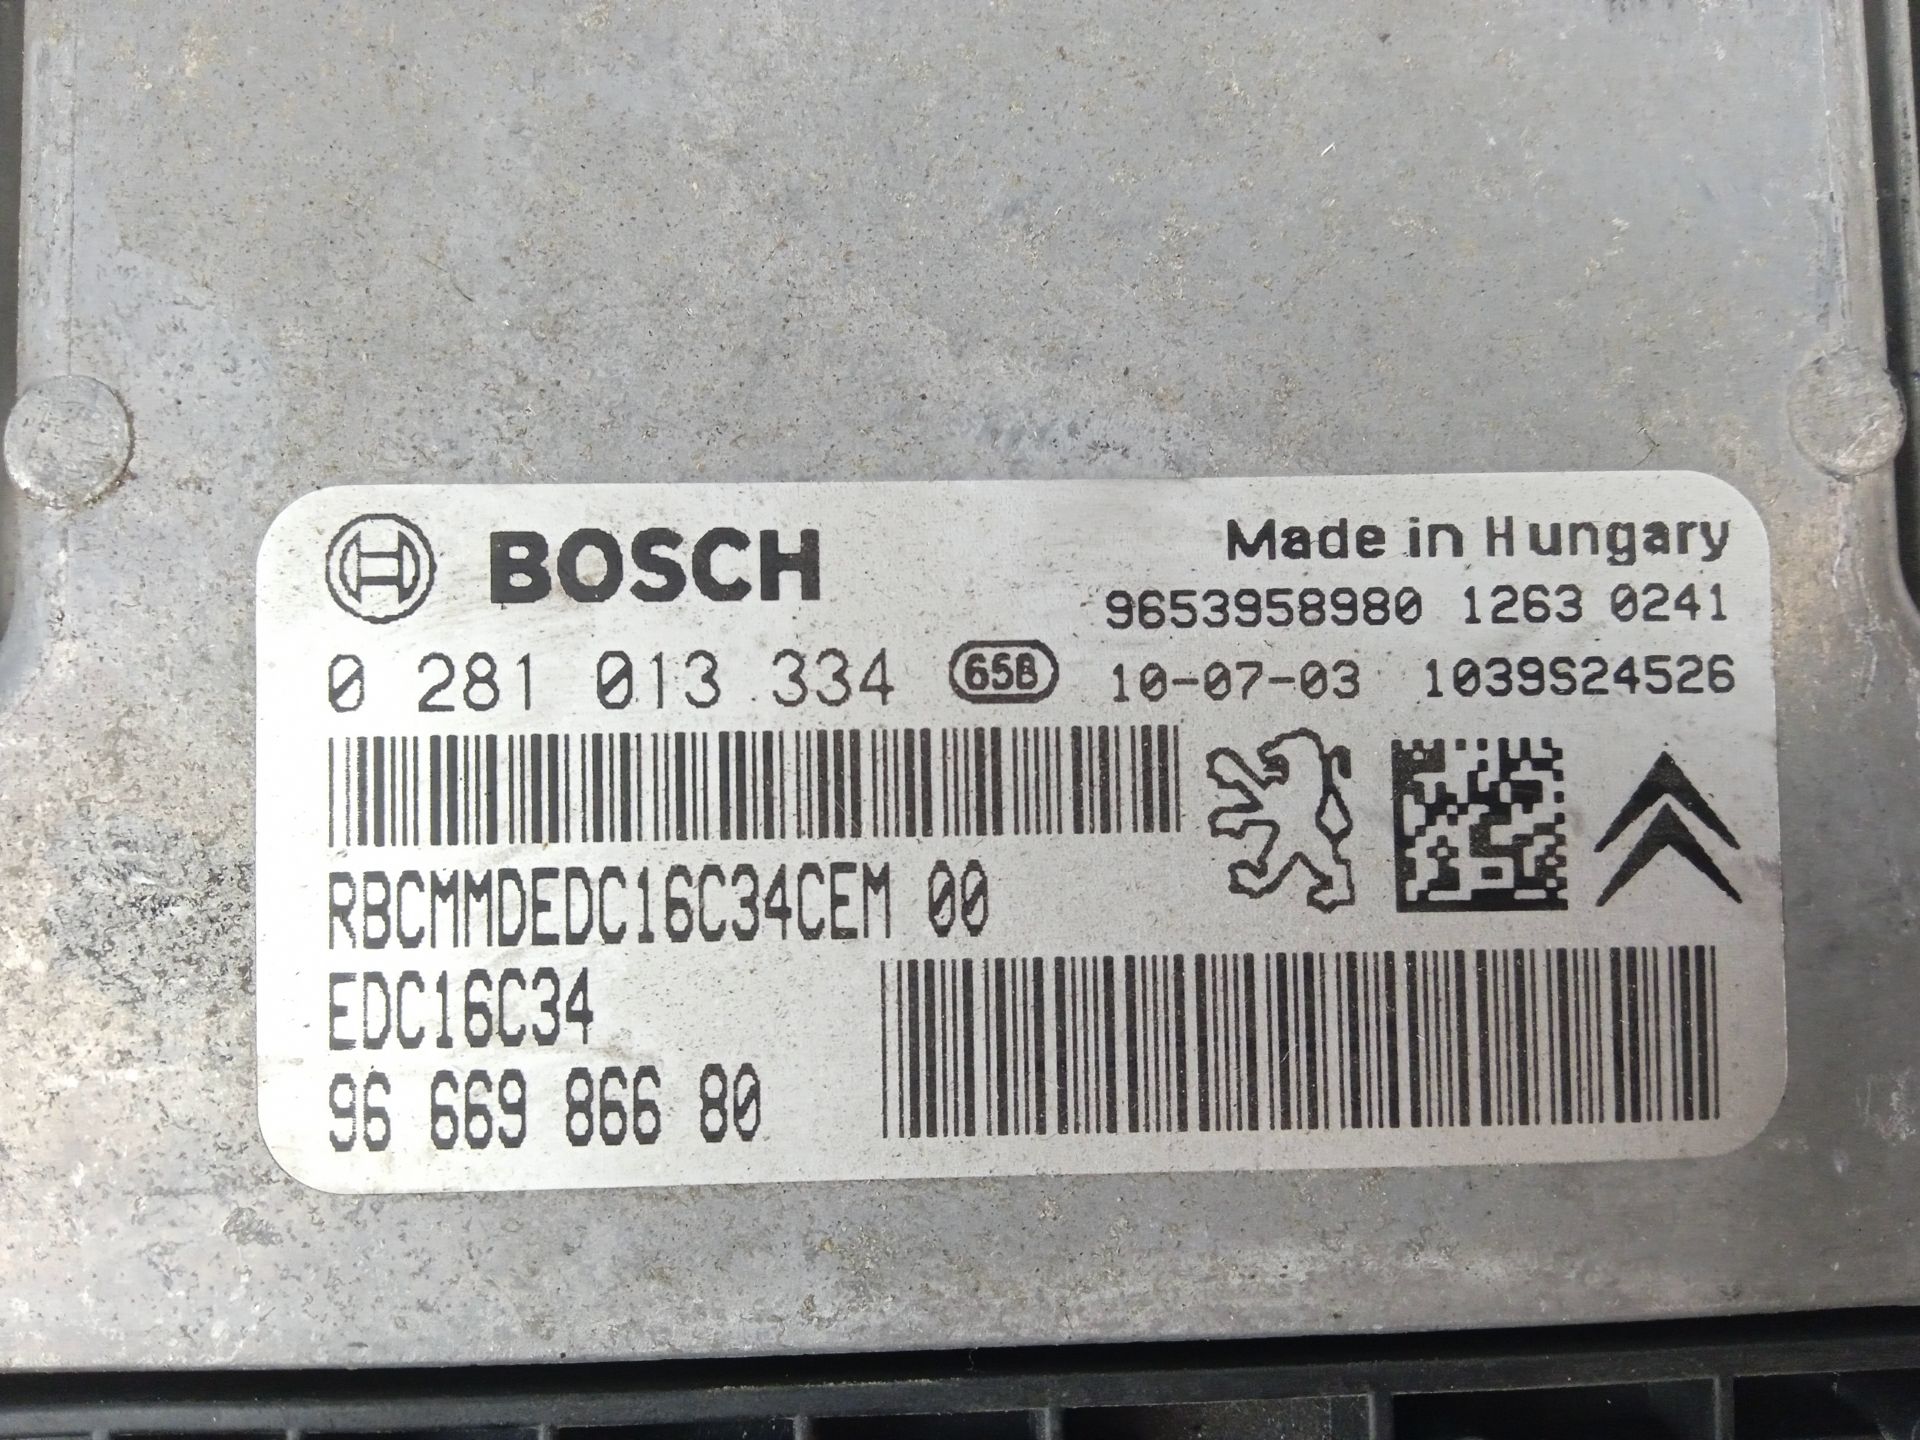 BOSCH
Made in Hungary
9653958980 1263 0241
0 281 013 334 65B 10-07-03 1039S24526
RBCMMDEDC16C34CEM 00
EDC16C34
96 669 866 80